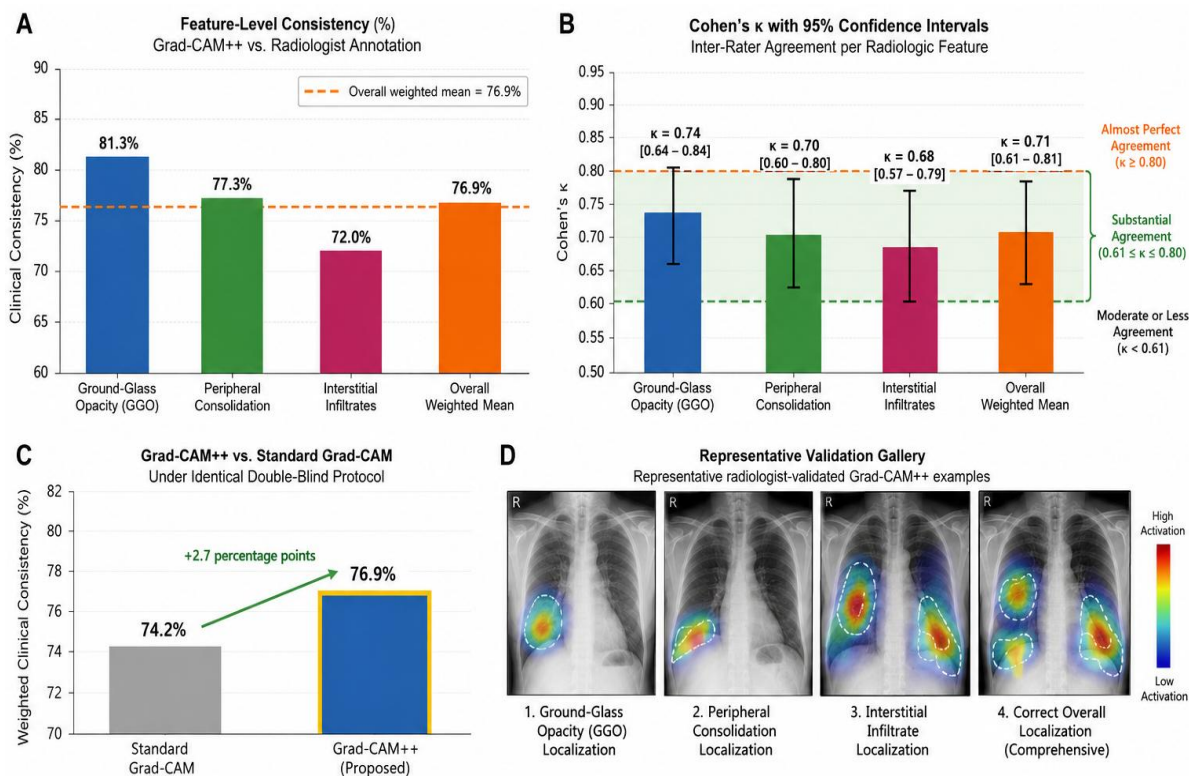 A
Feature-Level Consistency (%)
Grad-CAM++ vs. Radiologist Annotation
Clinical Consistency (%)
90
85
80
75
70
65
60
Overall weighted mean = 76.9%
81.3%
77.3%
72.0%
76.9%
Ground-Glass
Opacity (GGO)
Peripheral
Consolidation
Interstitial
Infiltrates
Overall
Weighted Mean
B
Cohen's κ with 95% Confidence Intervals
Inter-Rater Agreement per Radiologic Feature
Cohen's κ
0.95
0.90
0.85
0.80
0.75
0.70
0.65
0.60
0.55
0.50
κ = 0.74
[0.64 – 0.84]
κ = 0.70
[0.60 – 0.80]
κ = 0.68
[0.57 – 0.79]
κ = 0.71
[0.61 – 0.81]
Almost Perfect
Agreement
(κ ≥ 0.80)
Substantial
Agreement
(0.61 ≤ κ ≤ 0.80)
Moderate or Less
Agreement
(κ < 0.61)
Ground-Glass
Opacity (GGO)
Peripheral
Consolidation
Interstitial
Infiltrates
Overall
Weighted Mean
C
Grad-CAM++ vs. Standard Grad-CAM
Under Identical Double-Blind Protocol
Weighted Clinical Consistency (%)
82
80
78
76
74
72
70
+2.7 percentage points
74.2%
76.9%
Standard
Grad-CAM
Grad-CAM++
(Proposed)
D
Representative Validation Gallery
Representative radiologist-validated Grad-CAM++ examples
R
R
R
R
High
Activation
Low
Activation
1. Ground-Glass
Opacity (GGO)
Localization
2. Peripheral
Consolidation
Localization
3. Interstitial
Infiltrate
Localization
4. Correct Overall
Localization
(Comprehensive)